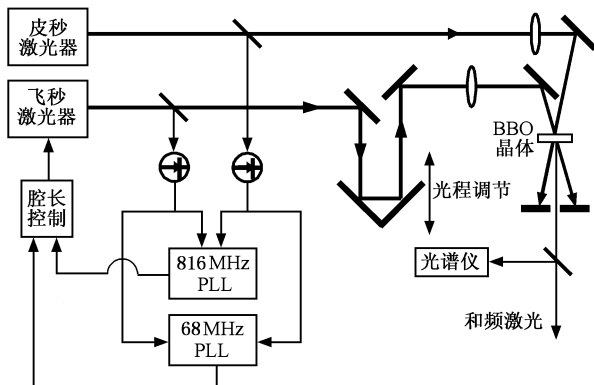 皮秒
激光器
飞秒
激光器
BBO
晶体
腔长
控制
光程调节
816 MHz
PLL
光谱仪
68 MHz
PLL
和频激光